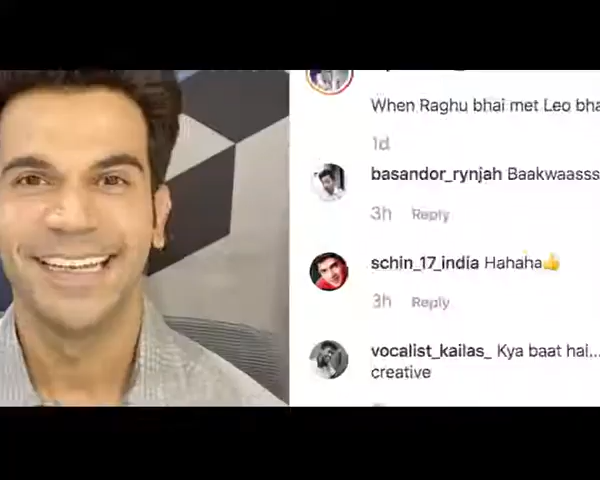 When Raghu bhai met Leo bha
1d
basandor_rynjah Baakwaasss
3h Reply
schin_17_india Hahaha👍
3h Reply
vocalist_kailas_ Kya baat hai...
creative